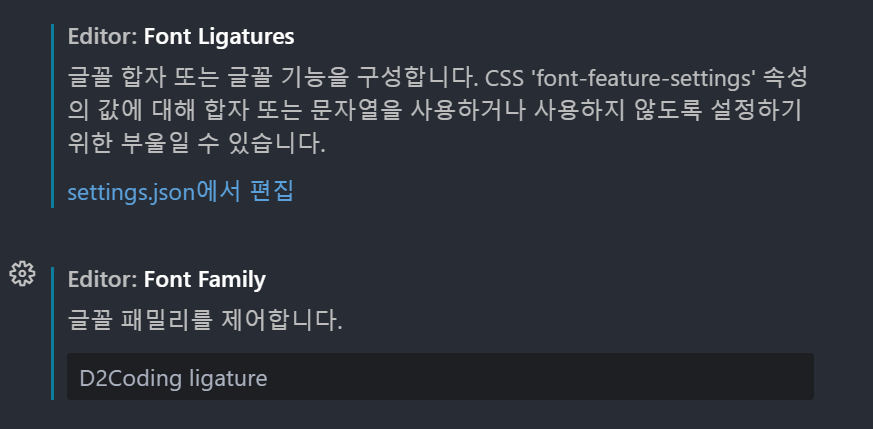 Editor: Font Ligatures
글꼴 합자 또는 글꼴 기능을 구성합니다. CSS 'font-feature-settings' 속성
의 값에 대해 합자 또는 문자열을 사용하거나 사용하지 않도록 설정하기
위한 부울일 수 있습니다.
settings.json에서 편집
Editor: Font Family
글꼴 패밀리를 제어합니다.
D2Coding ligature